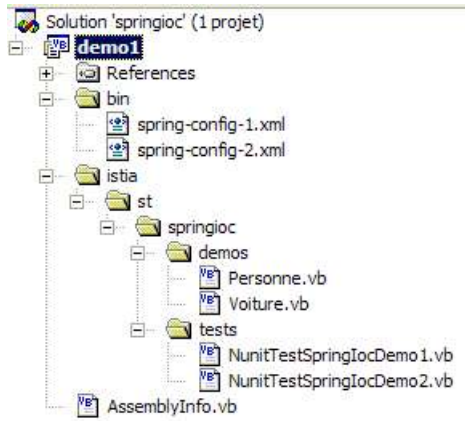 Solution 'springioc' (1 projet)
demo1
References
bin
spring-config-1.xml
spring-config-2.xml
istia
st
springioc
demos
Personne.vb
Voiture.vb
tests
NunitTestSpringIocDemo1.vb
NunitTestSpringIocDemo2.vb
AssemblyInfo.vb